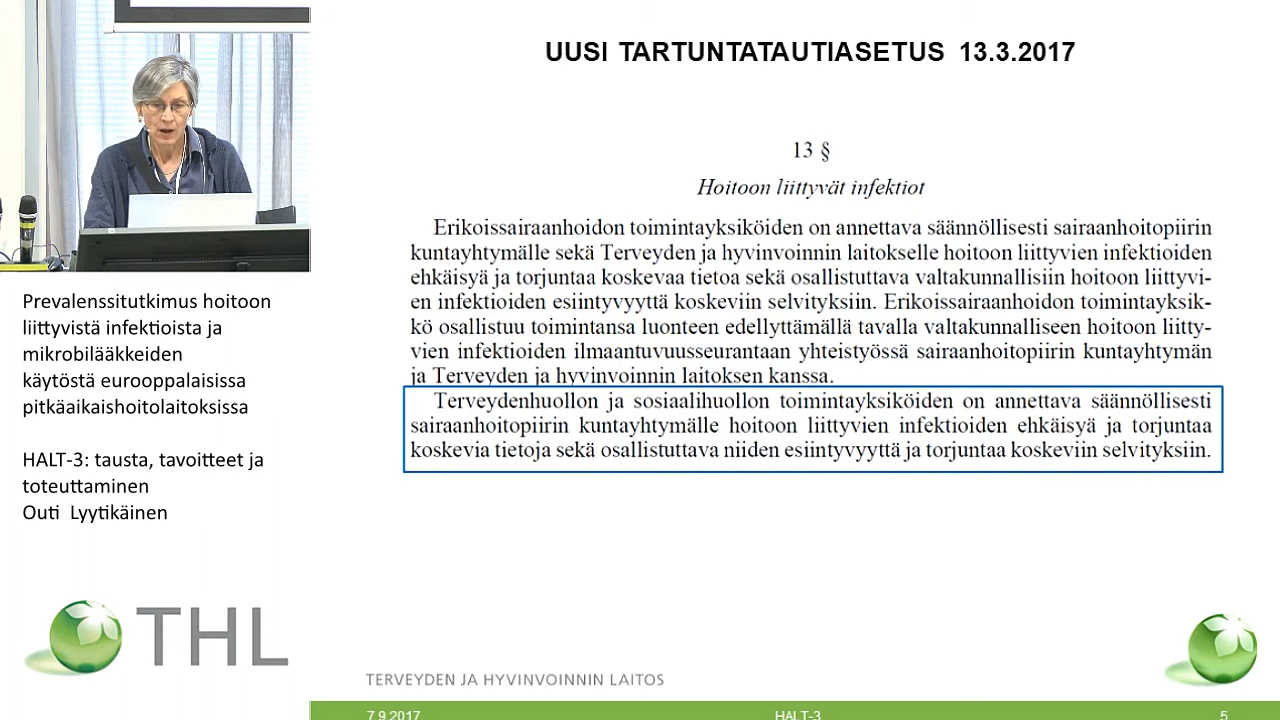 UUSI TARTUNTATAUTIASETUS 13.3.2017
13 §
Hoitoon liittyvät infektiot
Erikoissairaanhoidon toimintayksiköiden on annettava säännöllisesti sairaanhoitopiirin
kuntayhtymälle sekä Terveyden ja hyvinvoinnin laitokselle hoitoon liittyvien infektioiden
ehkäisyä ja torjuntaa koskevaa tietoa sekä osallistuttava valtakunnallisiin hoitoon liittyvi-
en infektioiden esiintyvyyttä koskeviin selvityksiin. Erikoissairaanhoidon toimintayksik-
kö osallistuu toimintansa luonteen edellyttämällä tavalla valtakunnalliseen hoitoon liitty-
vien infektioiden ilmaantuvuusseurantaan yhteistyössä sairaanhoitopiirin kuntayhtymän
ja Terveyden ja hyvinvoinnin laitoksen kanssa.
Terveydenhuollon ja sosiaalihuollon toimintayksiköiden on annettava säännöllisesti
sairaanhoitopiirin kuntayhtymälle hoitoon liittyvien infektioiden ehkäisyä ja torjuntaa
koskevia tietoja sekä osallistuttava niiden esiintyvyyttä ja torjuntaa koskeviin selvityksiin.
Prevalenssitutkimus hoitoon
liittyvistä infektioista ja
mikrobilääkkeiden
käytöstä eurooppalaisissa
pitkäaikaishoitolaitoksissa
HALT-3: tausta, tavoitteet ja
toteuttaminen
Outi Lyytikäinen
THL
TERVEYDEN JA HYVINVOINNIN LAITOS
7.9.2017
HALT-3
5